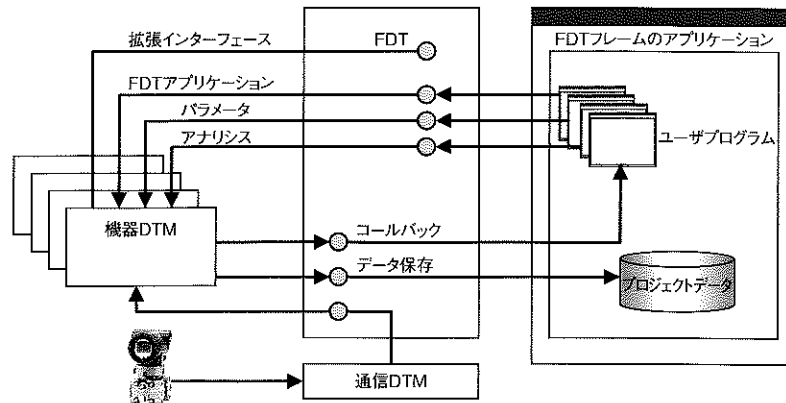 拡張インターフェース
FDT
FDTフレームのアプリケーション
FDTアプリケーション
パラメータ
アナリシス
ユーザプログラム
機器DTM
コールバック
データ保存
プロジェクトデータ
通信DTM